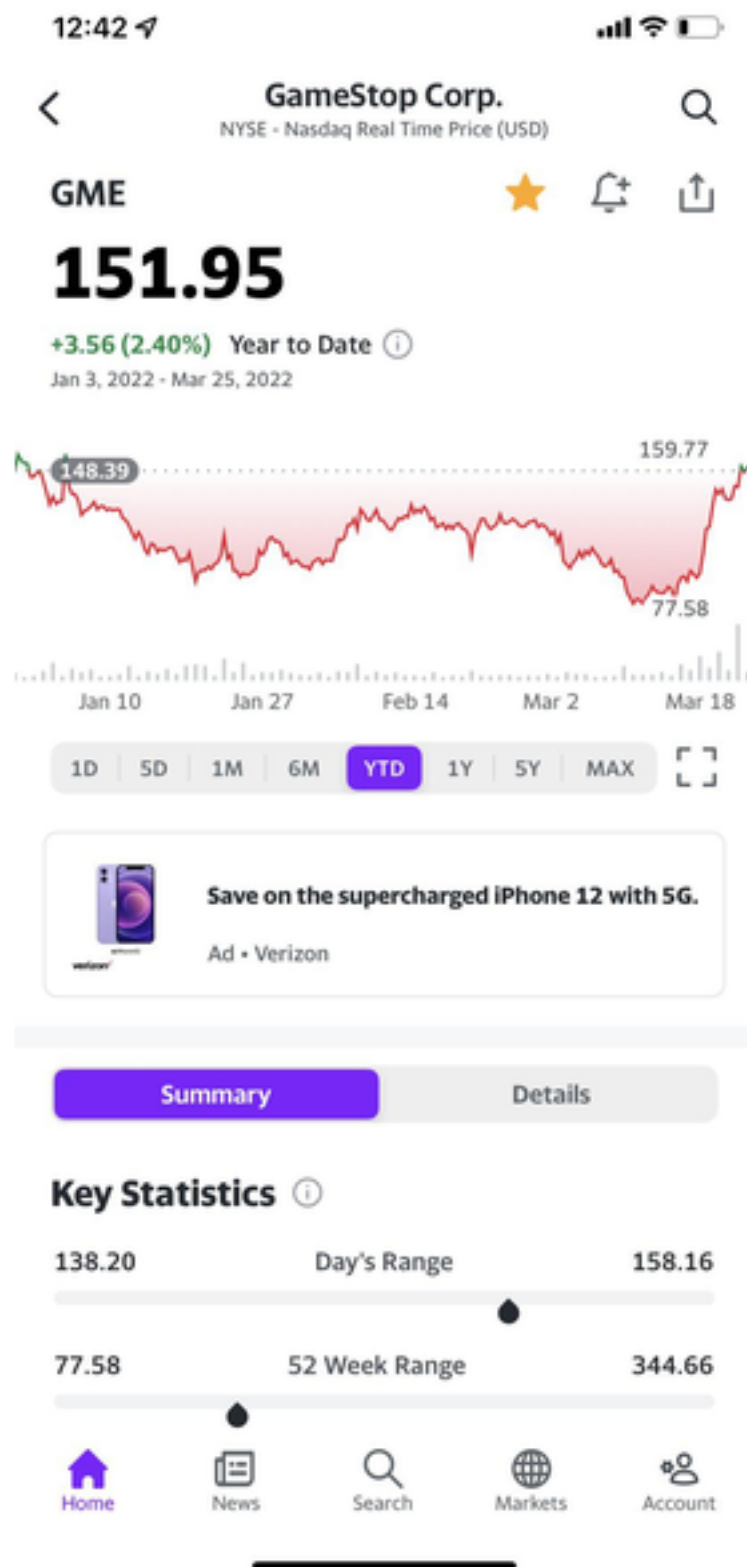 12:42
GameStop Corp.
NYSE - Nasdaq Real Time Price (USD)
GME
151.95
+3.56 (2.40%) Year to Date
Jan 3, 2022 - Mar 25, 2022
159.77
148.39
77.58
Jan 10 Jan 27 Feb 14 Mar 2 Mar 18
1D 5D 1M 6M YTD 1Y 5Y MAX
Save on the supercharged iPhone 12 with 5G.
Ad • Verizon
verizon
Summary Details
Key Statistics
138.20 Day's Range 158.16
77.58 52 Week Range 344.66
Home News Search Markets Account